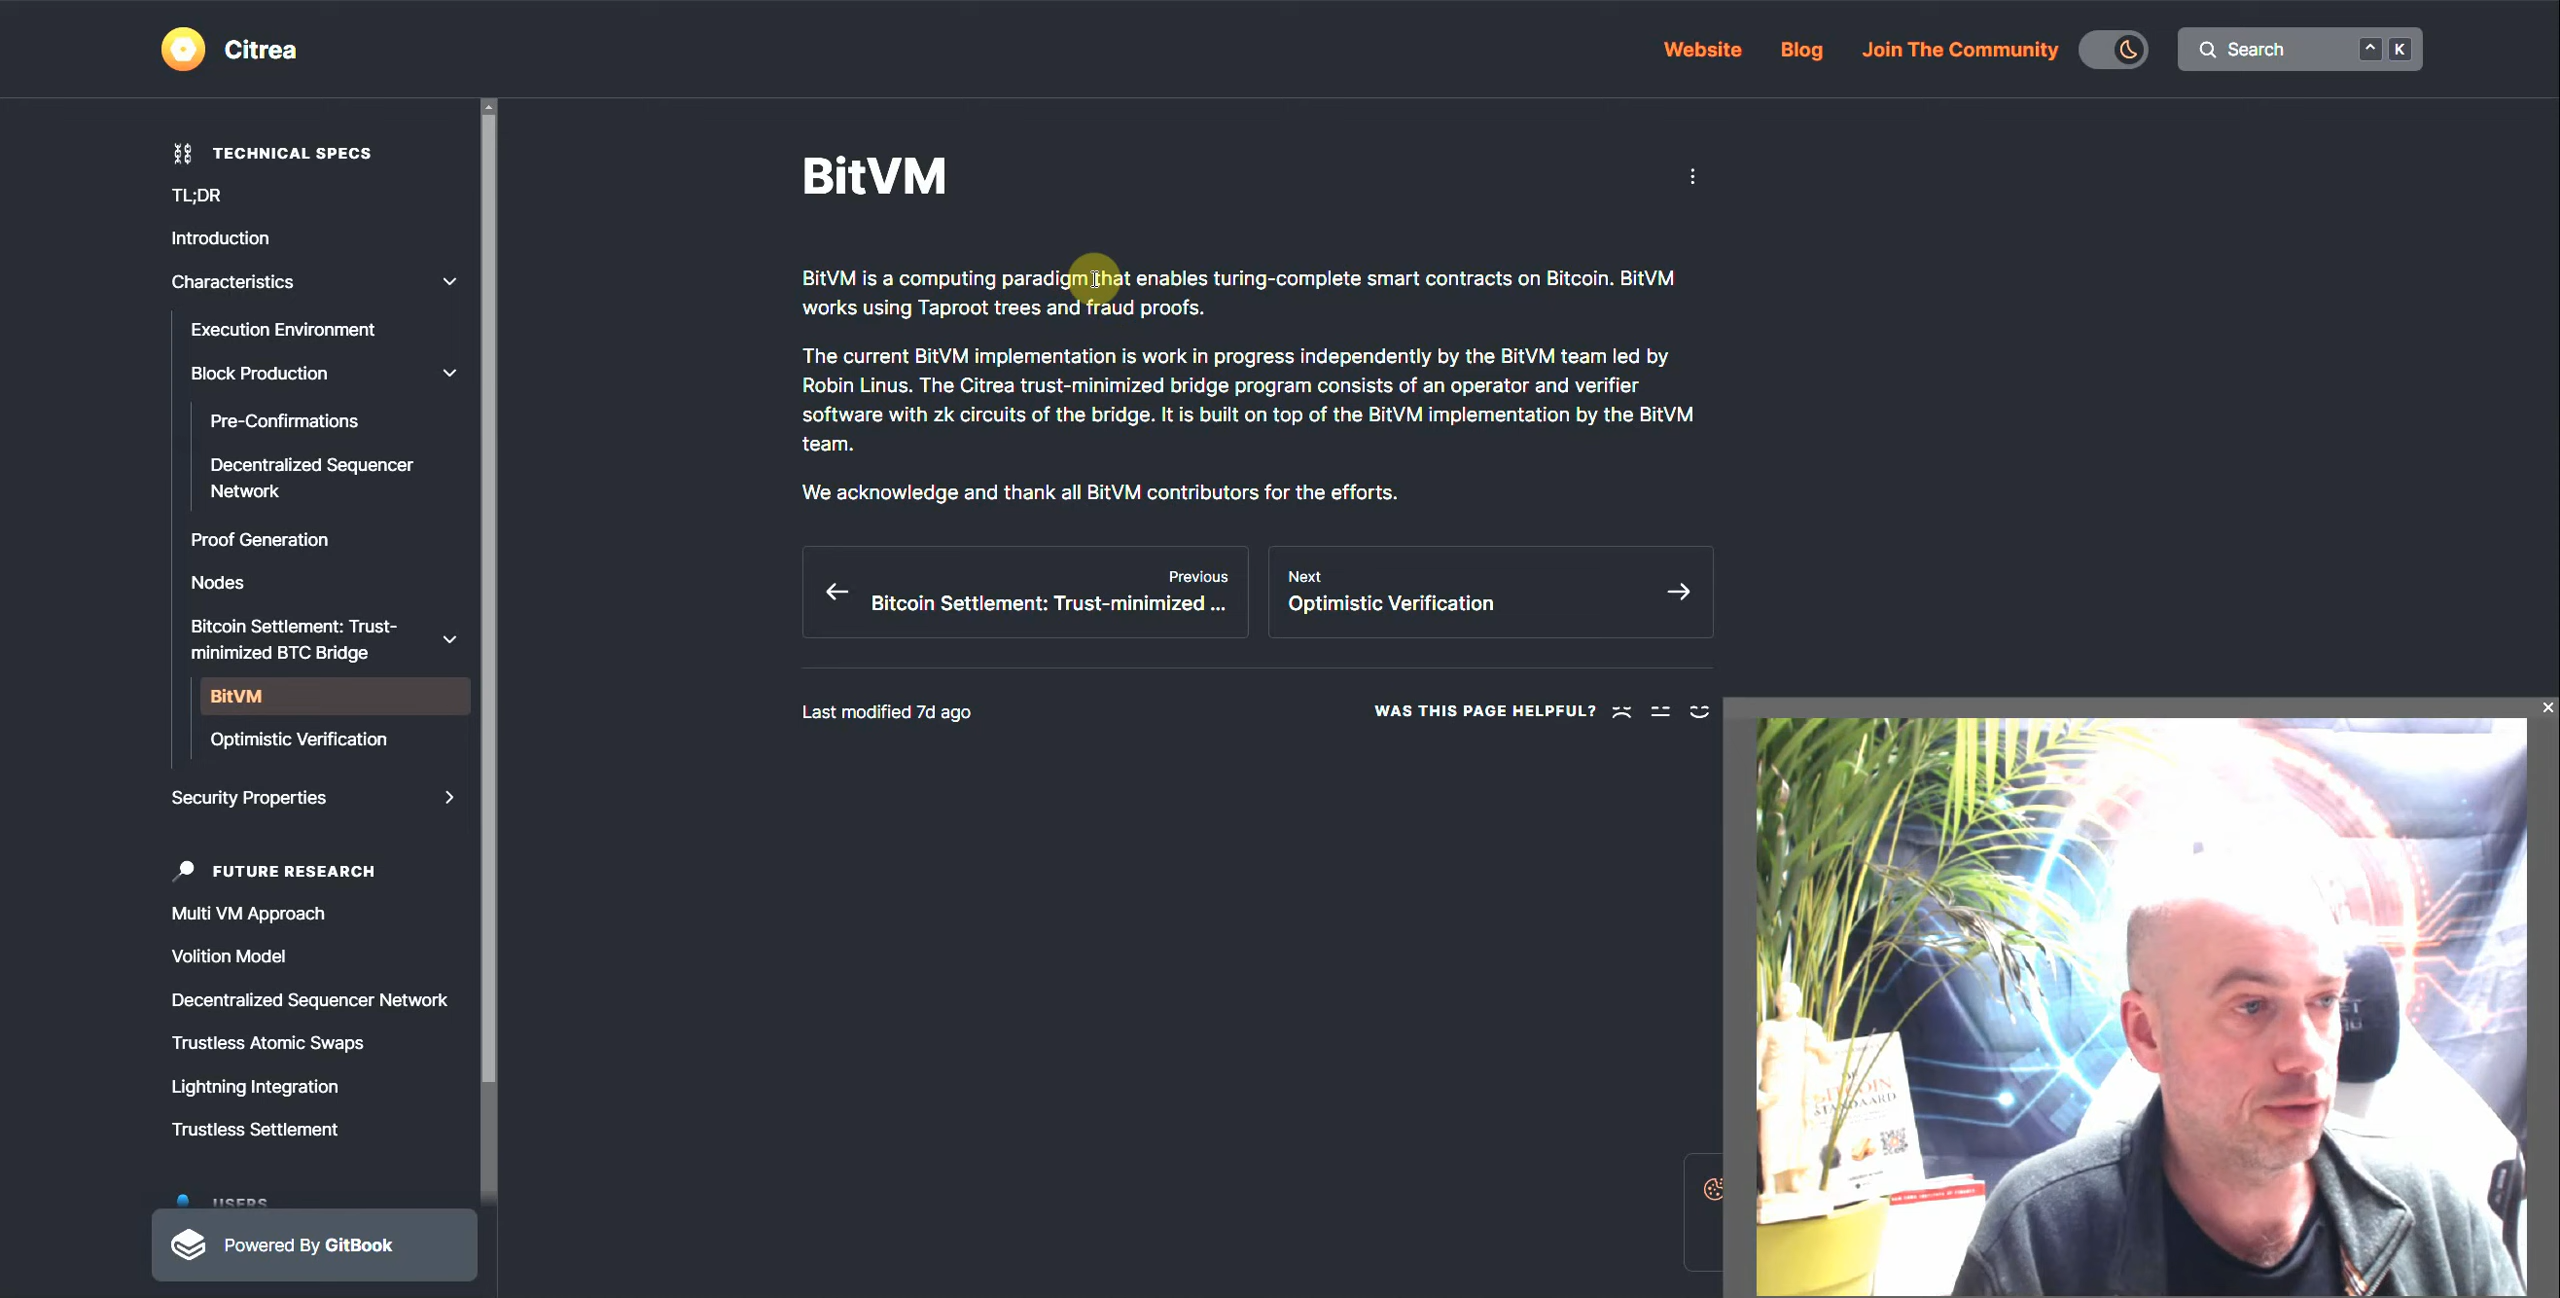 Citrea
Website
Blog
Join The Community
Search
^ K
TECHNICAL SPECS
TL;DR
Introduction
Characteristics
Execution Environment
Block Production
Pre-Confirmations
Decentralized Sequencer
Network
Proof Generation
Nodes
Bitcoin Settlement: Trust-
minimized BTC Bridge
BitVM
Optimistic Verification
Security Properties
FUTURE RESEARCH
Multi VM Approach
Volition Model
Decentralized Sequencer Network
Trustless Atomic Swaps
Lightning Integration
Trustless Settlement
USERS
Powered By GitBook
BitVM
BitVM is a computing paradigm that enables turing-complete smart contracts on Bitcoin. BitVM
works using Taproot trees and fraud proofs.
The current BitVM implementation is work in progress independently by the BitVM team led by
Robin Linus. The Citrea trust-minimized bridge program consists of an operator and verifier
software with zk circuits of the bridge. It is built on top of the BitVM implementation by the BitVM
team.
We acknowledge and thank all BitVM contributors for the efforts.
Previous
Bitcoin Settlement: Trust-minimized ...
Next
Optimistic Verification
Last modified 7d ago
WAS THIS PAGE HELPFUL?
STANDAARD